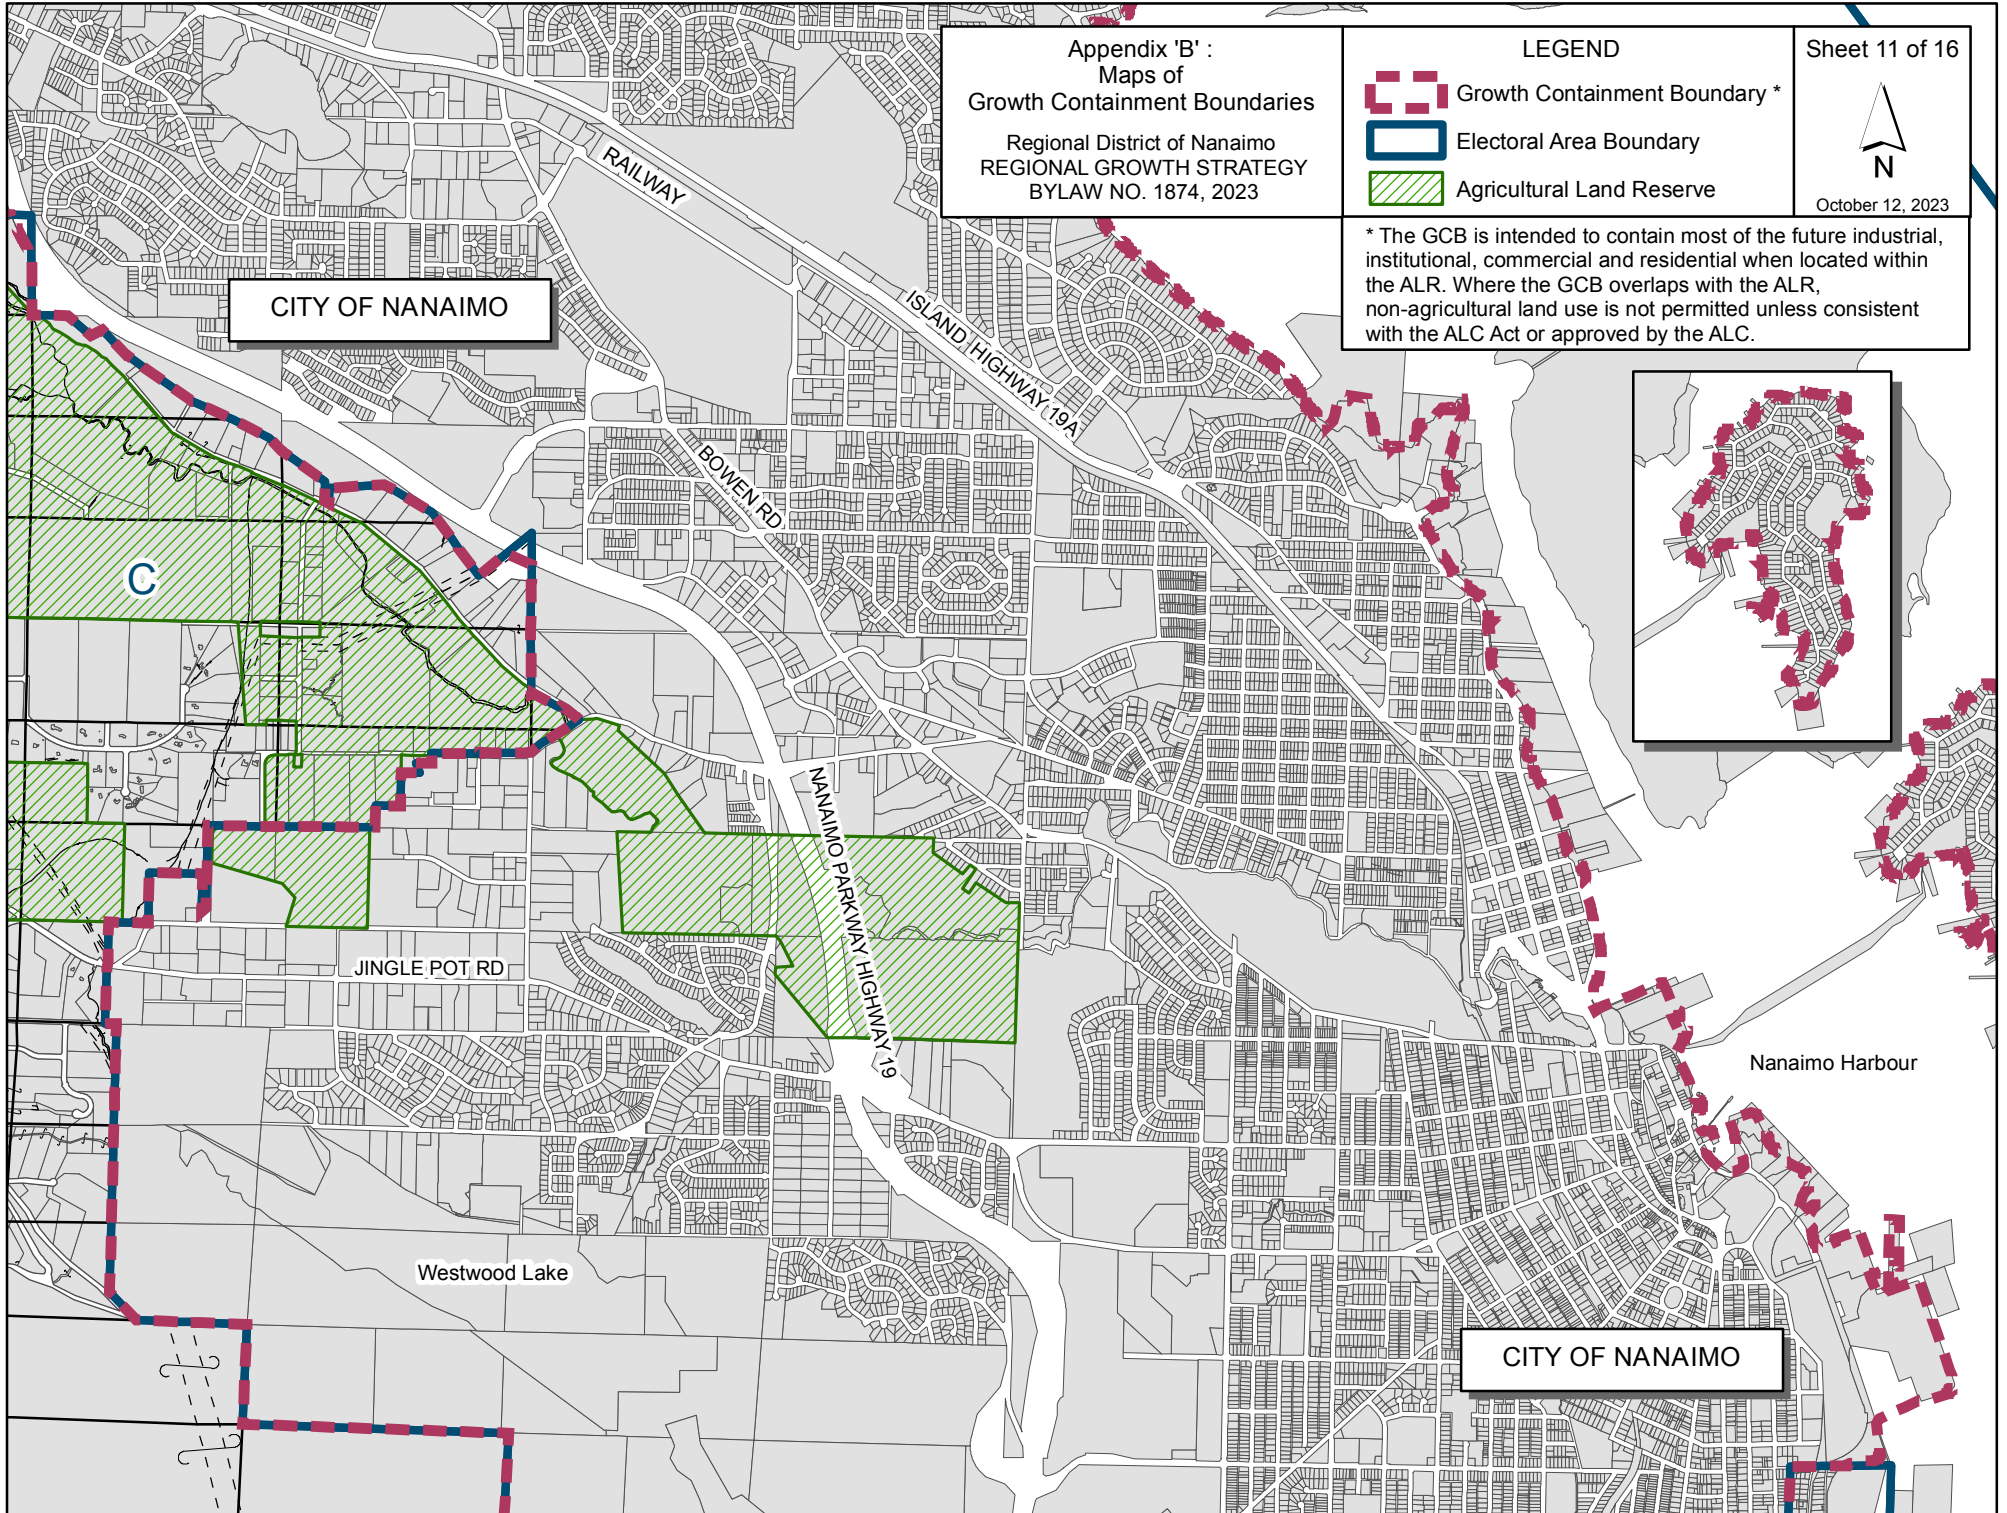 Appendix 'B' :
Maps of
Growth Containment Boundaries
Regional District of Nanaimo
REGIONAL GROWTH STRATEGY
BYLAW NO. 1874, 2023
LEGEND
Growth Containment Boundary *
Electoral Area Boundary
Agricultural Land Reserve
Sheet 11 of 16
N
October 12, 2023
* The GCB is intended to contain most of the future industrial,
institutional, commercial and residential when located within
the ALR. Where the GCB overlaps with the ALR,
non-agricultural land use is not permitted unless consistent
with the ALC Act or approved by the ALC.
RAILWAY
CITY OF NANAIMO
ISLAND HIGHWAY 19A
BOWEN RD
C
NANAIMO PARKWAY HIGHWAY 19
JINGLE POT RD
Nanaimo Harbour
Westwood Lake
CITY OF NANAIMO